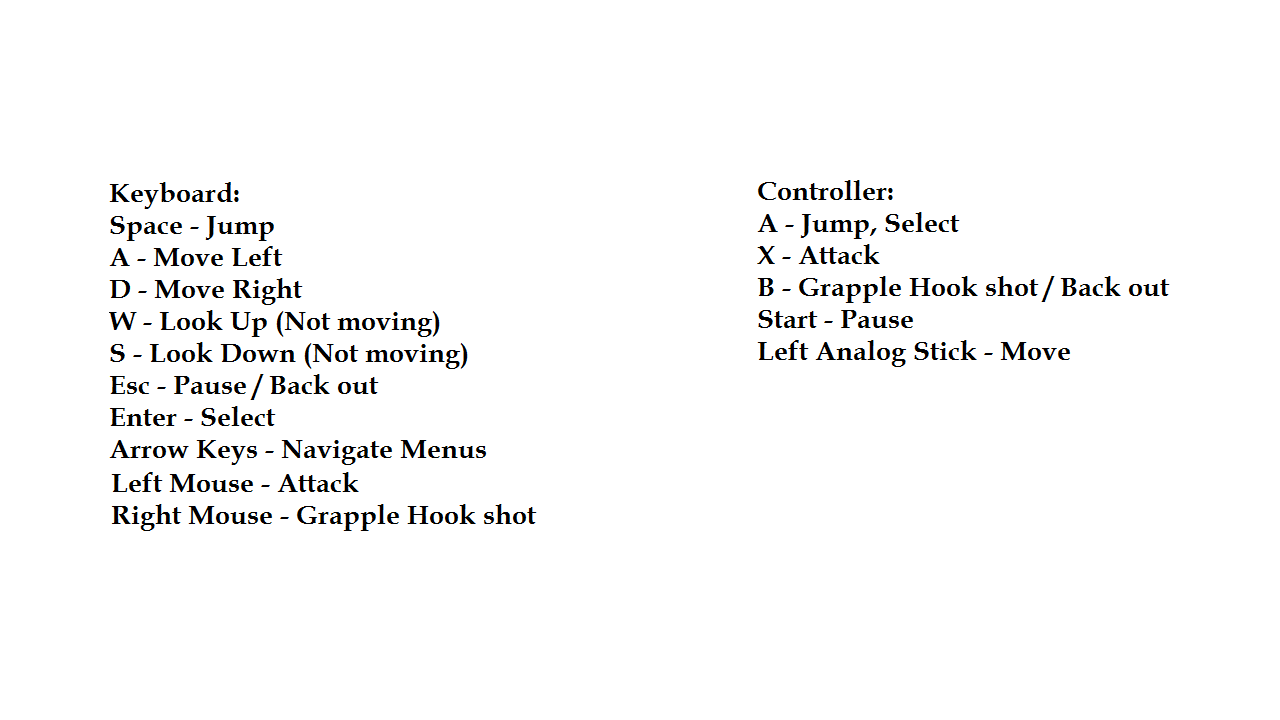 Keyboard:
Space - Jump
A - Move Left
D - Move Right
W - Look Up (Not moving)
S - Look Down (Not moving)
Esc - Pause / Back out
Enter - Select
Arrow Keys - Navigate Menus
Left Mouse - Attack
Right Mouse - Grapple Hook shot
Controller:
A - Jump, Select
X - Attack
B - Grapple Hook shot / Back out
Start - Pause
Left Analog Stick - Move